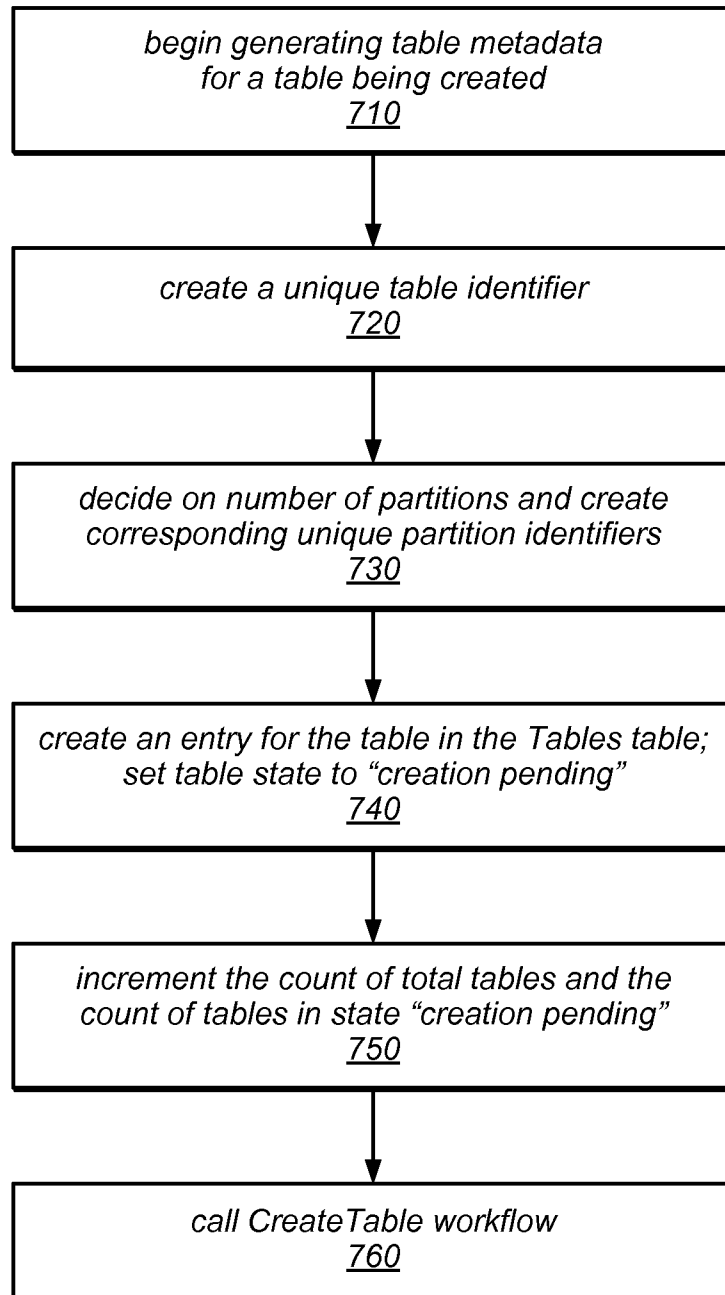 begin generating table metadata
for a table being created
710
create a unique table identifier
720
decide on number of partitions and create
corresponding unique partition identifiers
730
create an entry for the table in the Tables table;
set table state to “creation pending”
740
increment the count of total tables and the
count of tables in state “creation pending”
750
call CreateTable workflow
760